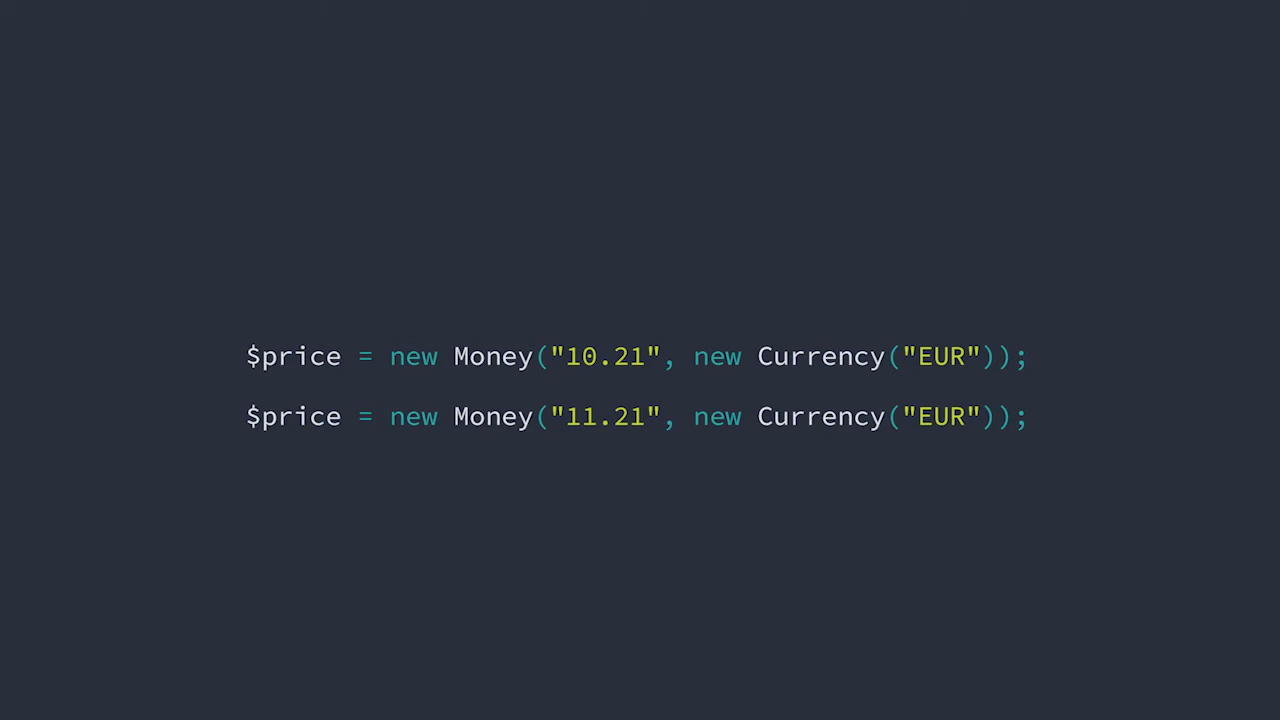 $price = new Money("10.21", new Currency("EUR"));
$price = new Money("11.21", new Currency("EUR"));